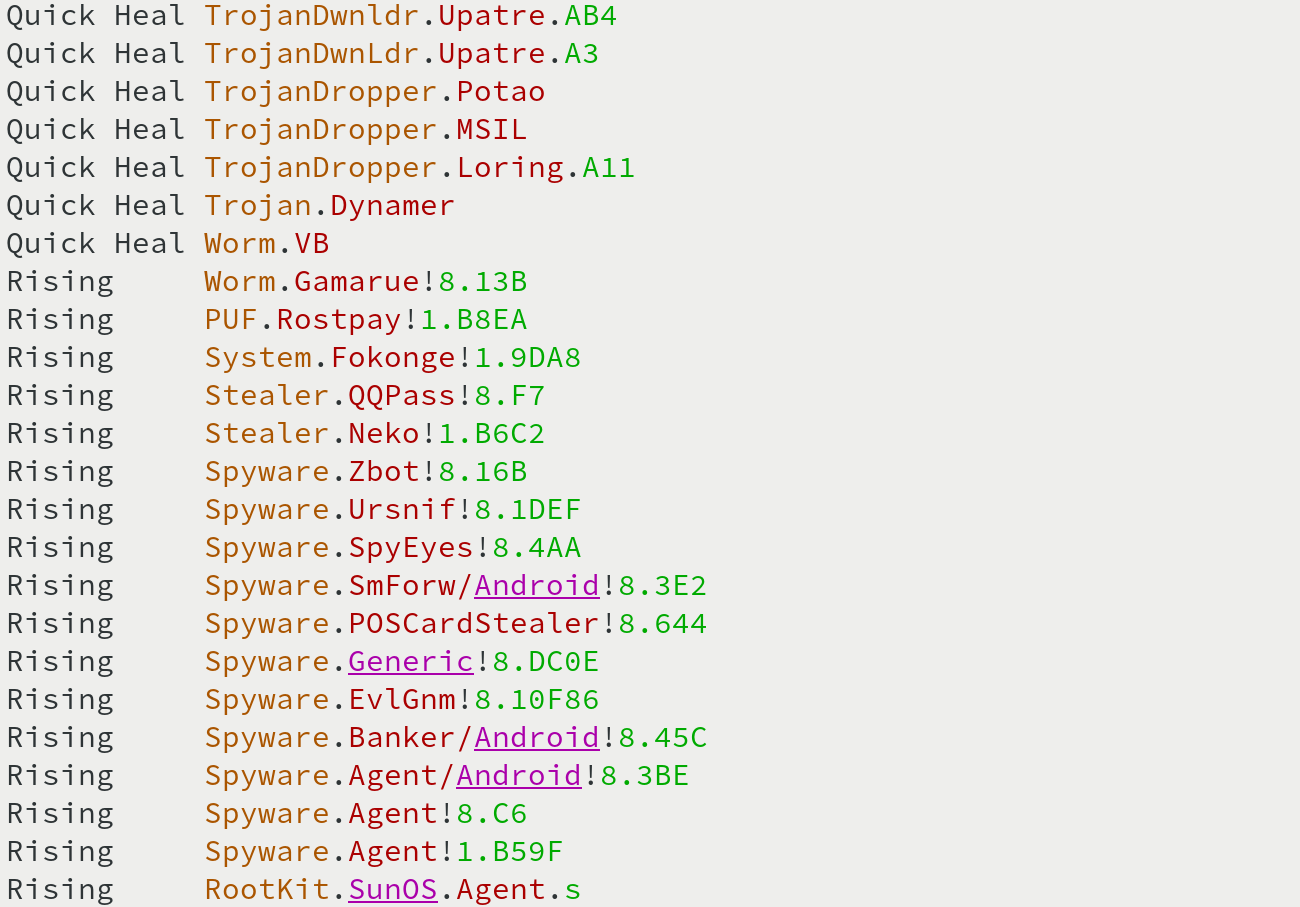 Quick Heal TrojanDwnldr.Upatre.AB4
Quick Heal TrojanDwnLdr.Upatre.A3
Quick Heal TrojanDropper.Potao
Quick Heal TrojanDropper.MSIL
Quick Heal TrojanDropper.Loring.A11
Quick Heal Trojan.Dynamer
Quick Heal Worm.VB
Rising     Worm.Gamarue!8.13B
Rising     PUF.Rostpay!1.B8EA
Rising     System.Fokonge!1.9DA8
Rising     Stealer.QQPass!8.F7
Rising     Stealer.Neko!1.B6C2
Rising     Spyware.Zbot!8.16B
Rising     Spyware.Ursnif!8.1DEF
Rising     Spyware.SpyEyes!8.4AA
Rising     Spyware.SmForw/Android!8.3E2
Rising     Spyware.POSCardStealer!8.644
Rising     Spyware.Generic!8.DC0E
Rising     Spyware.EvlGnm!8.10F86
Rising     Spyware.Banker/Android!8.45C
Rising     Spyware.Agent/Android!8.3BE
Rising     Spyware.Agent!8.C6
Rising     Spyware.Agent!1.B59F
Rising     RootKit.SunOS.Agent.s